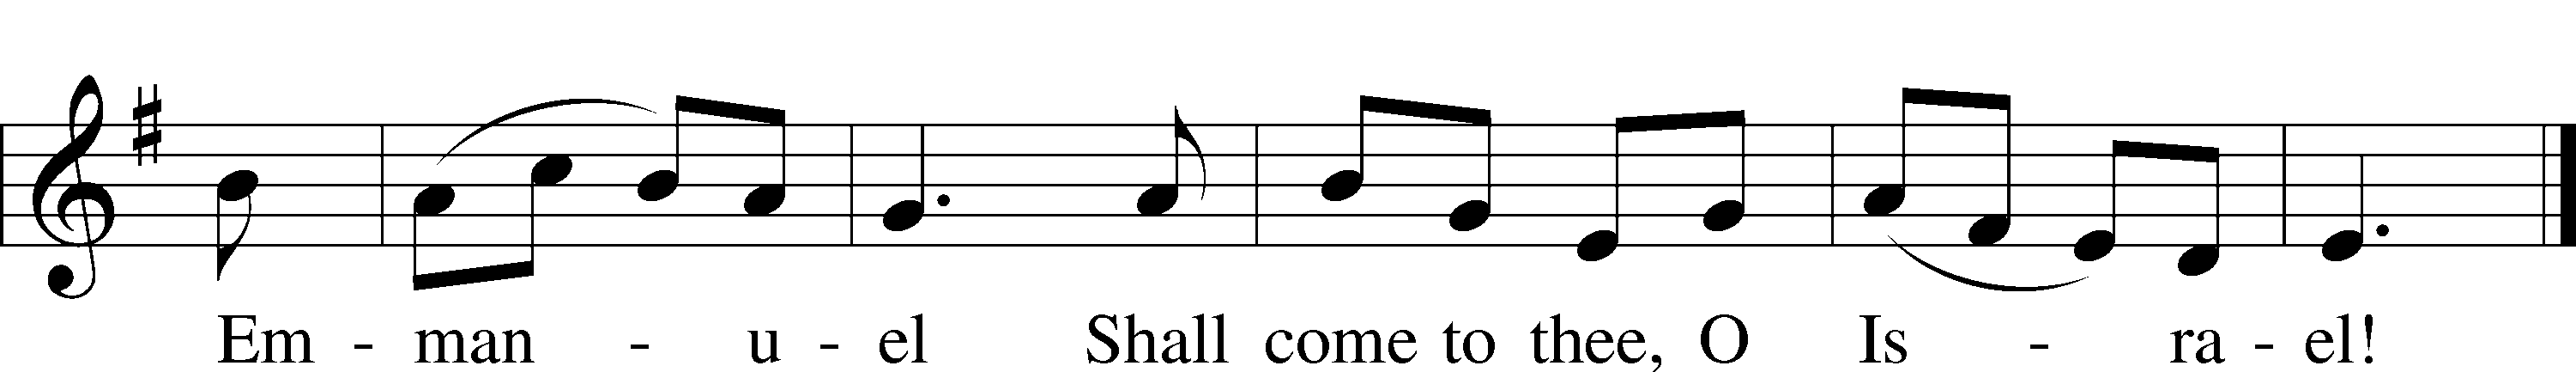 Em - man - u - el Shall come to thee, O Is - ra - el!